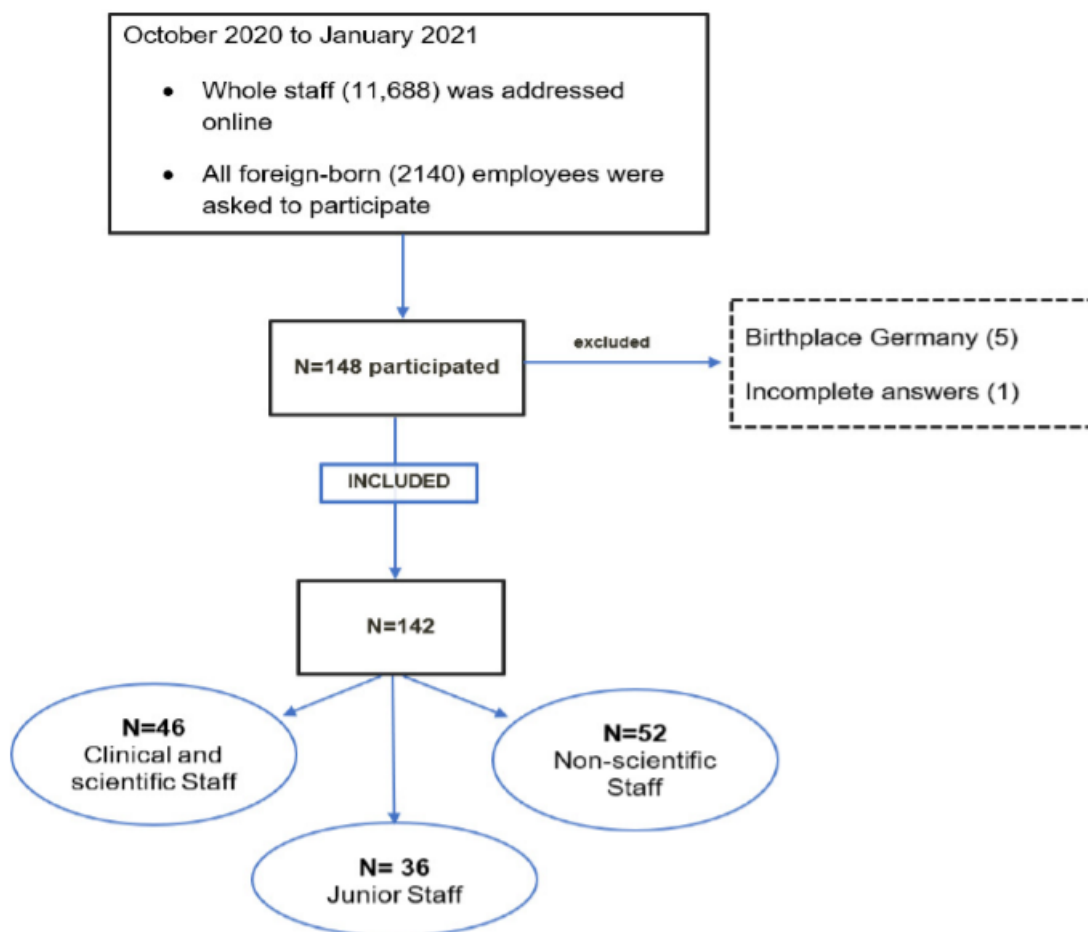 October 2020 to January 2021
• Whole staff (11,688) was addressed
online
• All foreign-born (2140) employees were
asked to participate
N=148 participated
excluded
Birthplace Germany (5)
Incomplete answers (1)
INCLUDED
N=142
N=46
Clinical and
scientific Staff
N=52
Non-scientific
Staff
N= 36
Junior Staff